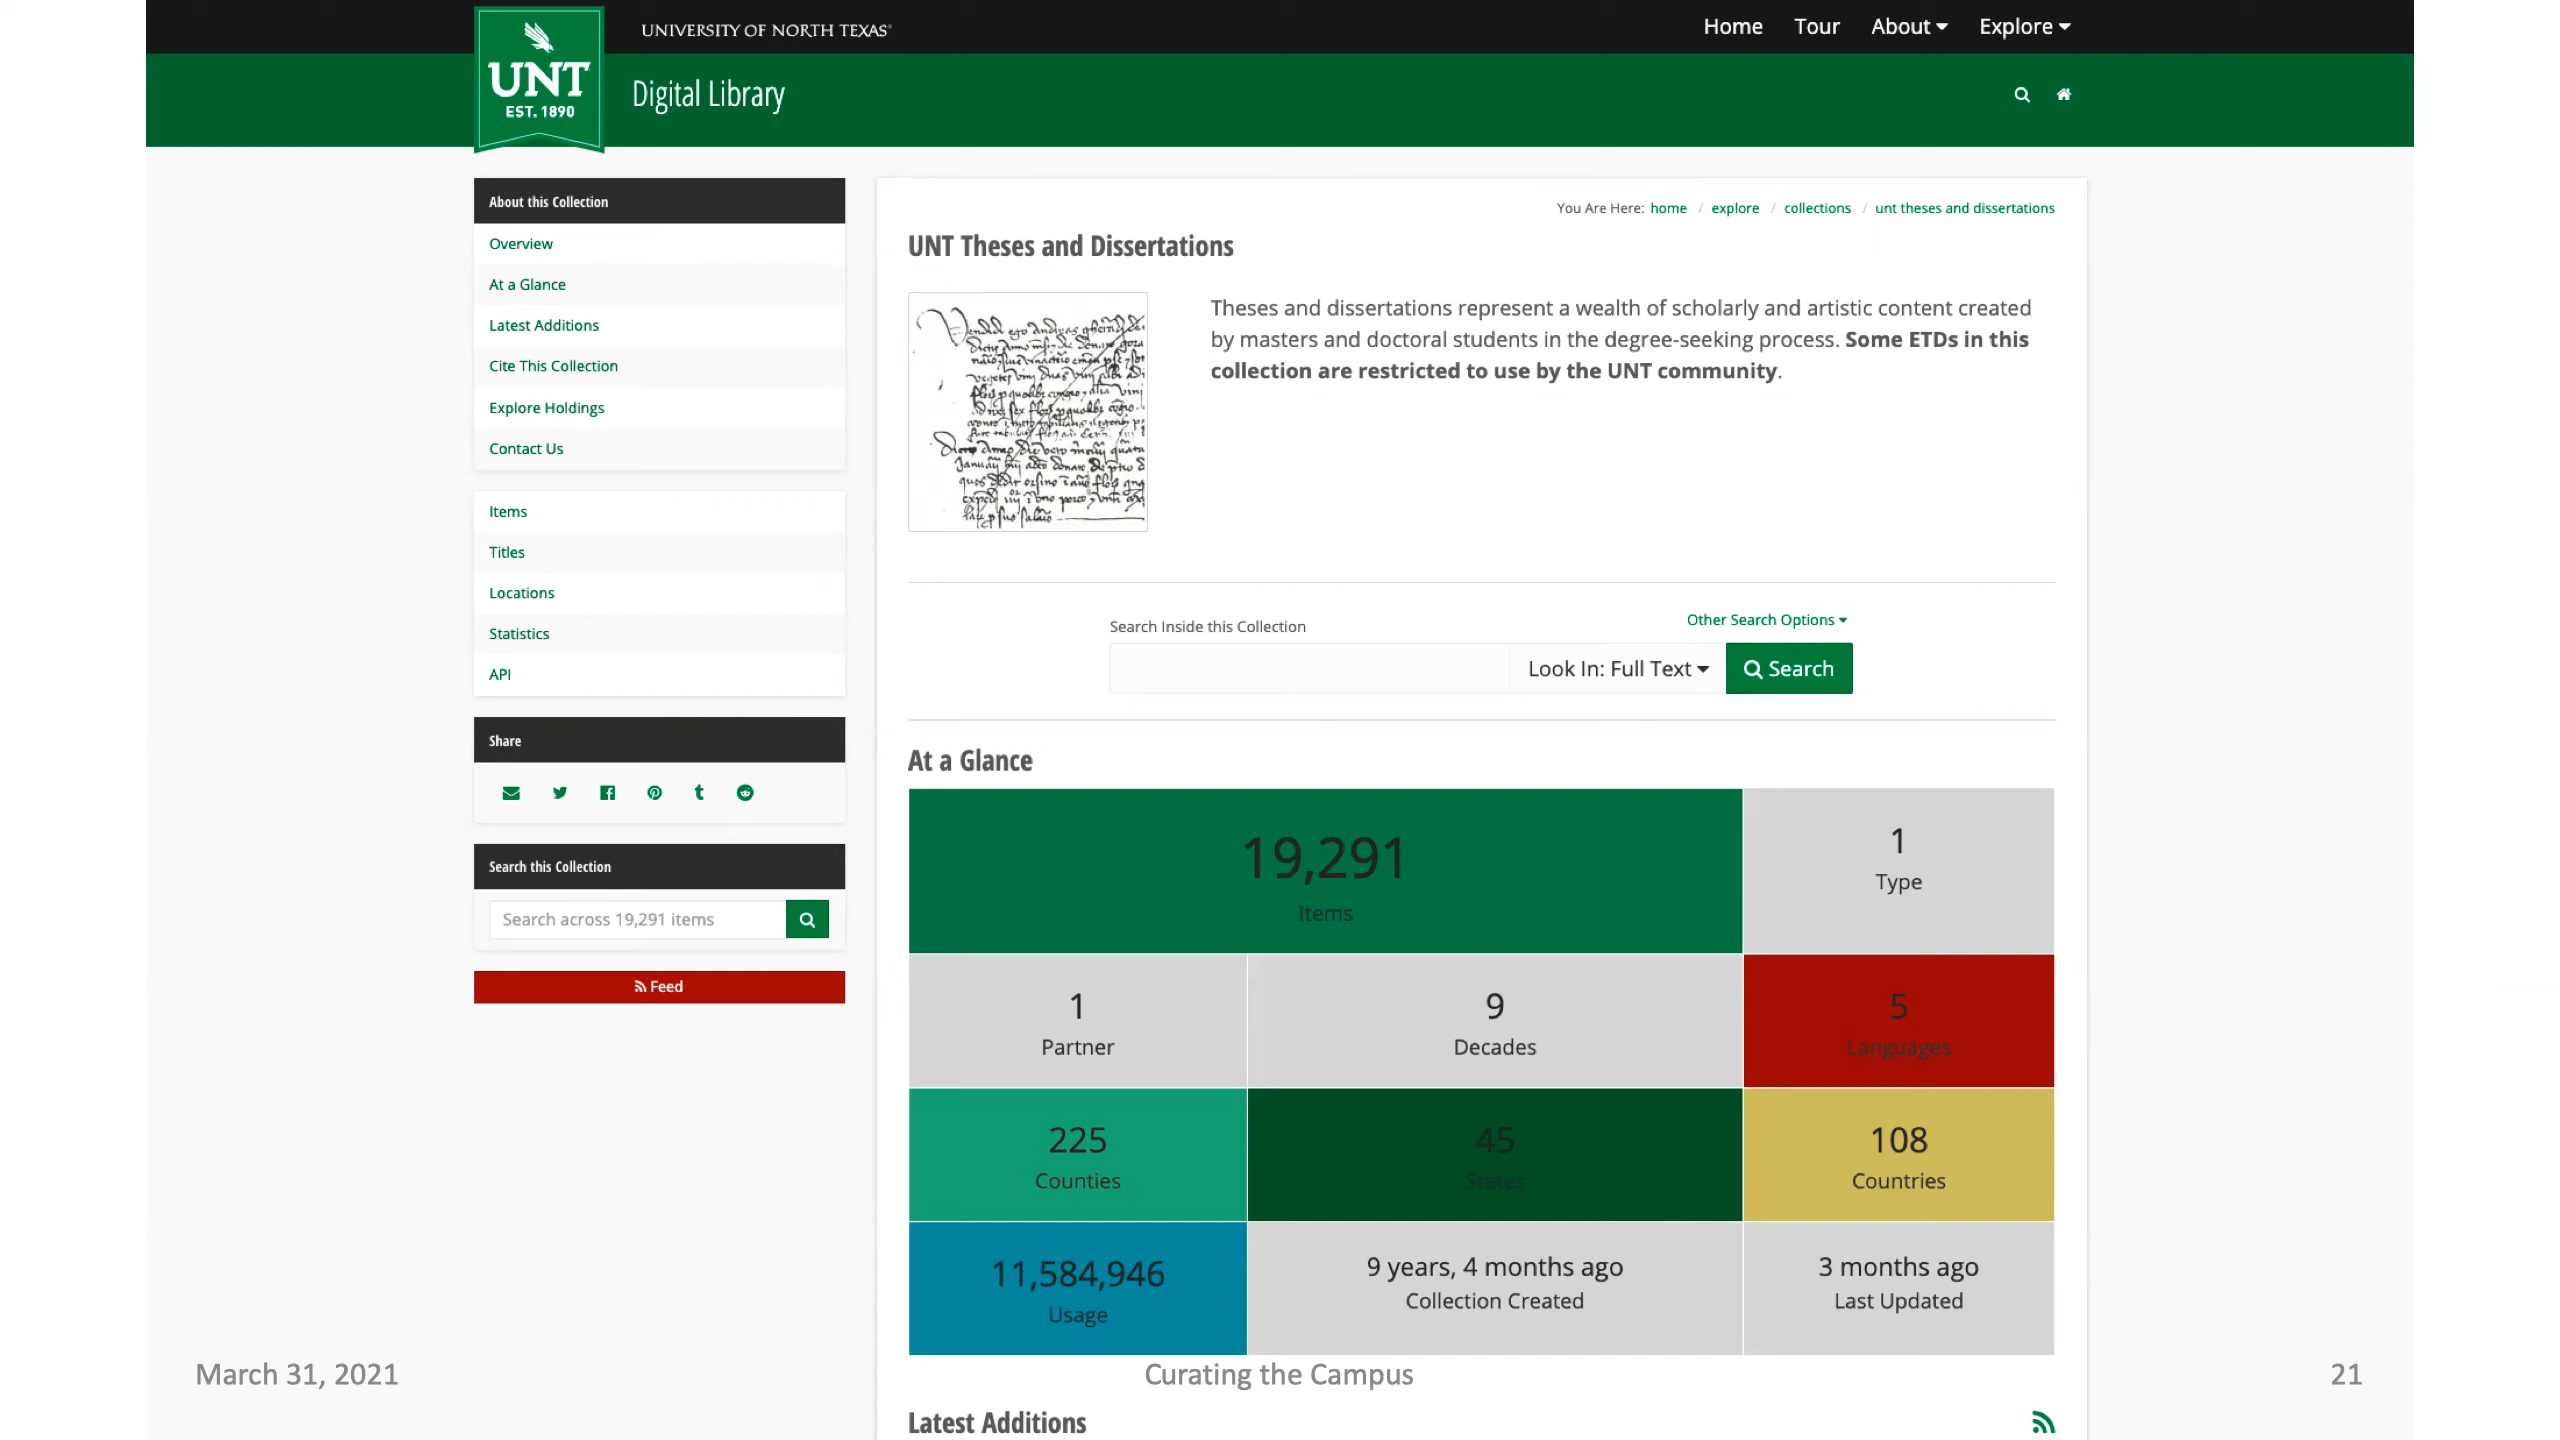 UNIVERSITY OF NORTH TEXAS
Home Tour About Explore
UNT
EST. 1890
Digital Library
About this Collection
Overview
At a Glance
Latest Additions
Cite This Collection
Explore Holdings
Contact Us
Items
Titles
Locations
Statistics
API
Share
Search this Collection
Search across 19,291 items
Feed
You Are Here: home / explore / collections / unt theses and dissertations
UNT Theses and Dissertations
Theses and dissertations represent a wealth of scholarly and artistic content created
by masters and doctoral students in the degree-seeking process. Some ETDs in this
collection are restricted to use by the UNT community.
Search Inside this Collection
Other Search Options
Look In: Full Text
Search
At a Glance
19,291
Items
1
Type
1
Partner
9
Decades
5
Languages
225
Counties
45
States
108
Countries
11,584,946
Usage
9 years, 4 months ago
Collection Created
3 months ago
Last Updated
March 31, 2021
Curating the Campus
21
Latest Additions